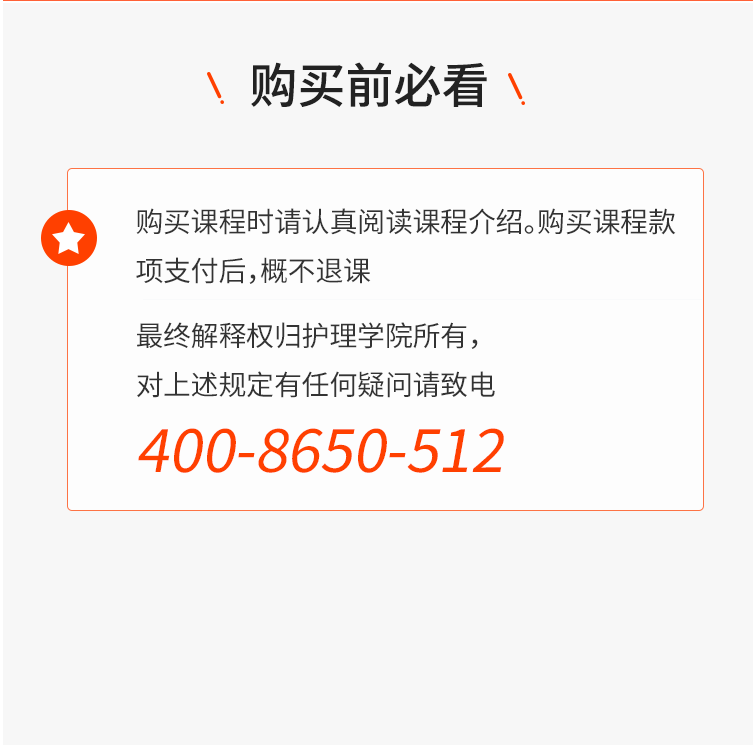 购买前必看
购买课程时请认真阅读课程介绍。购买课程款
项支付后，概不退课
最终解释权归护理学院所有，
对上述规定有任何疑问请致电
400-8650-512